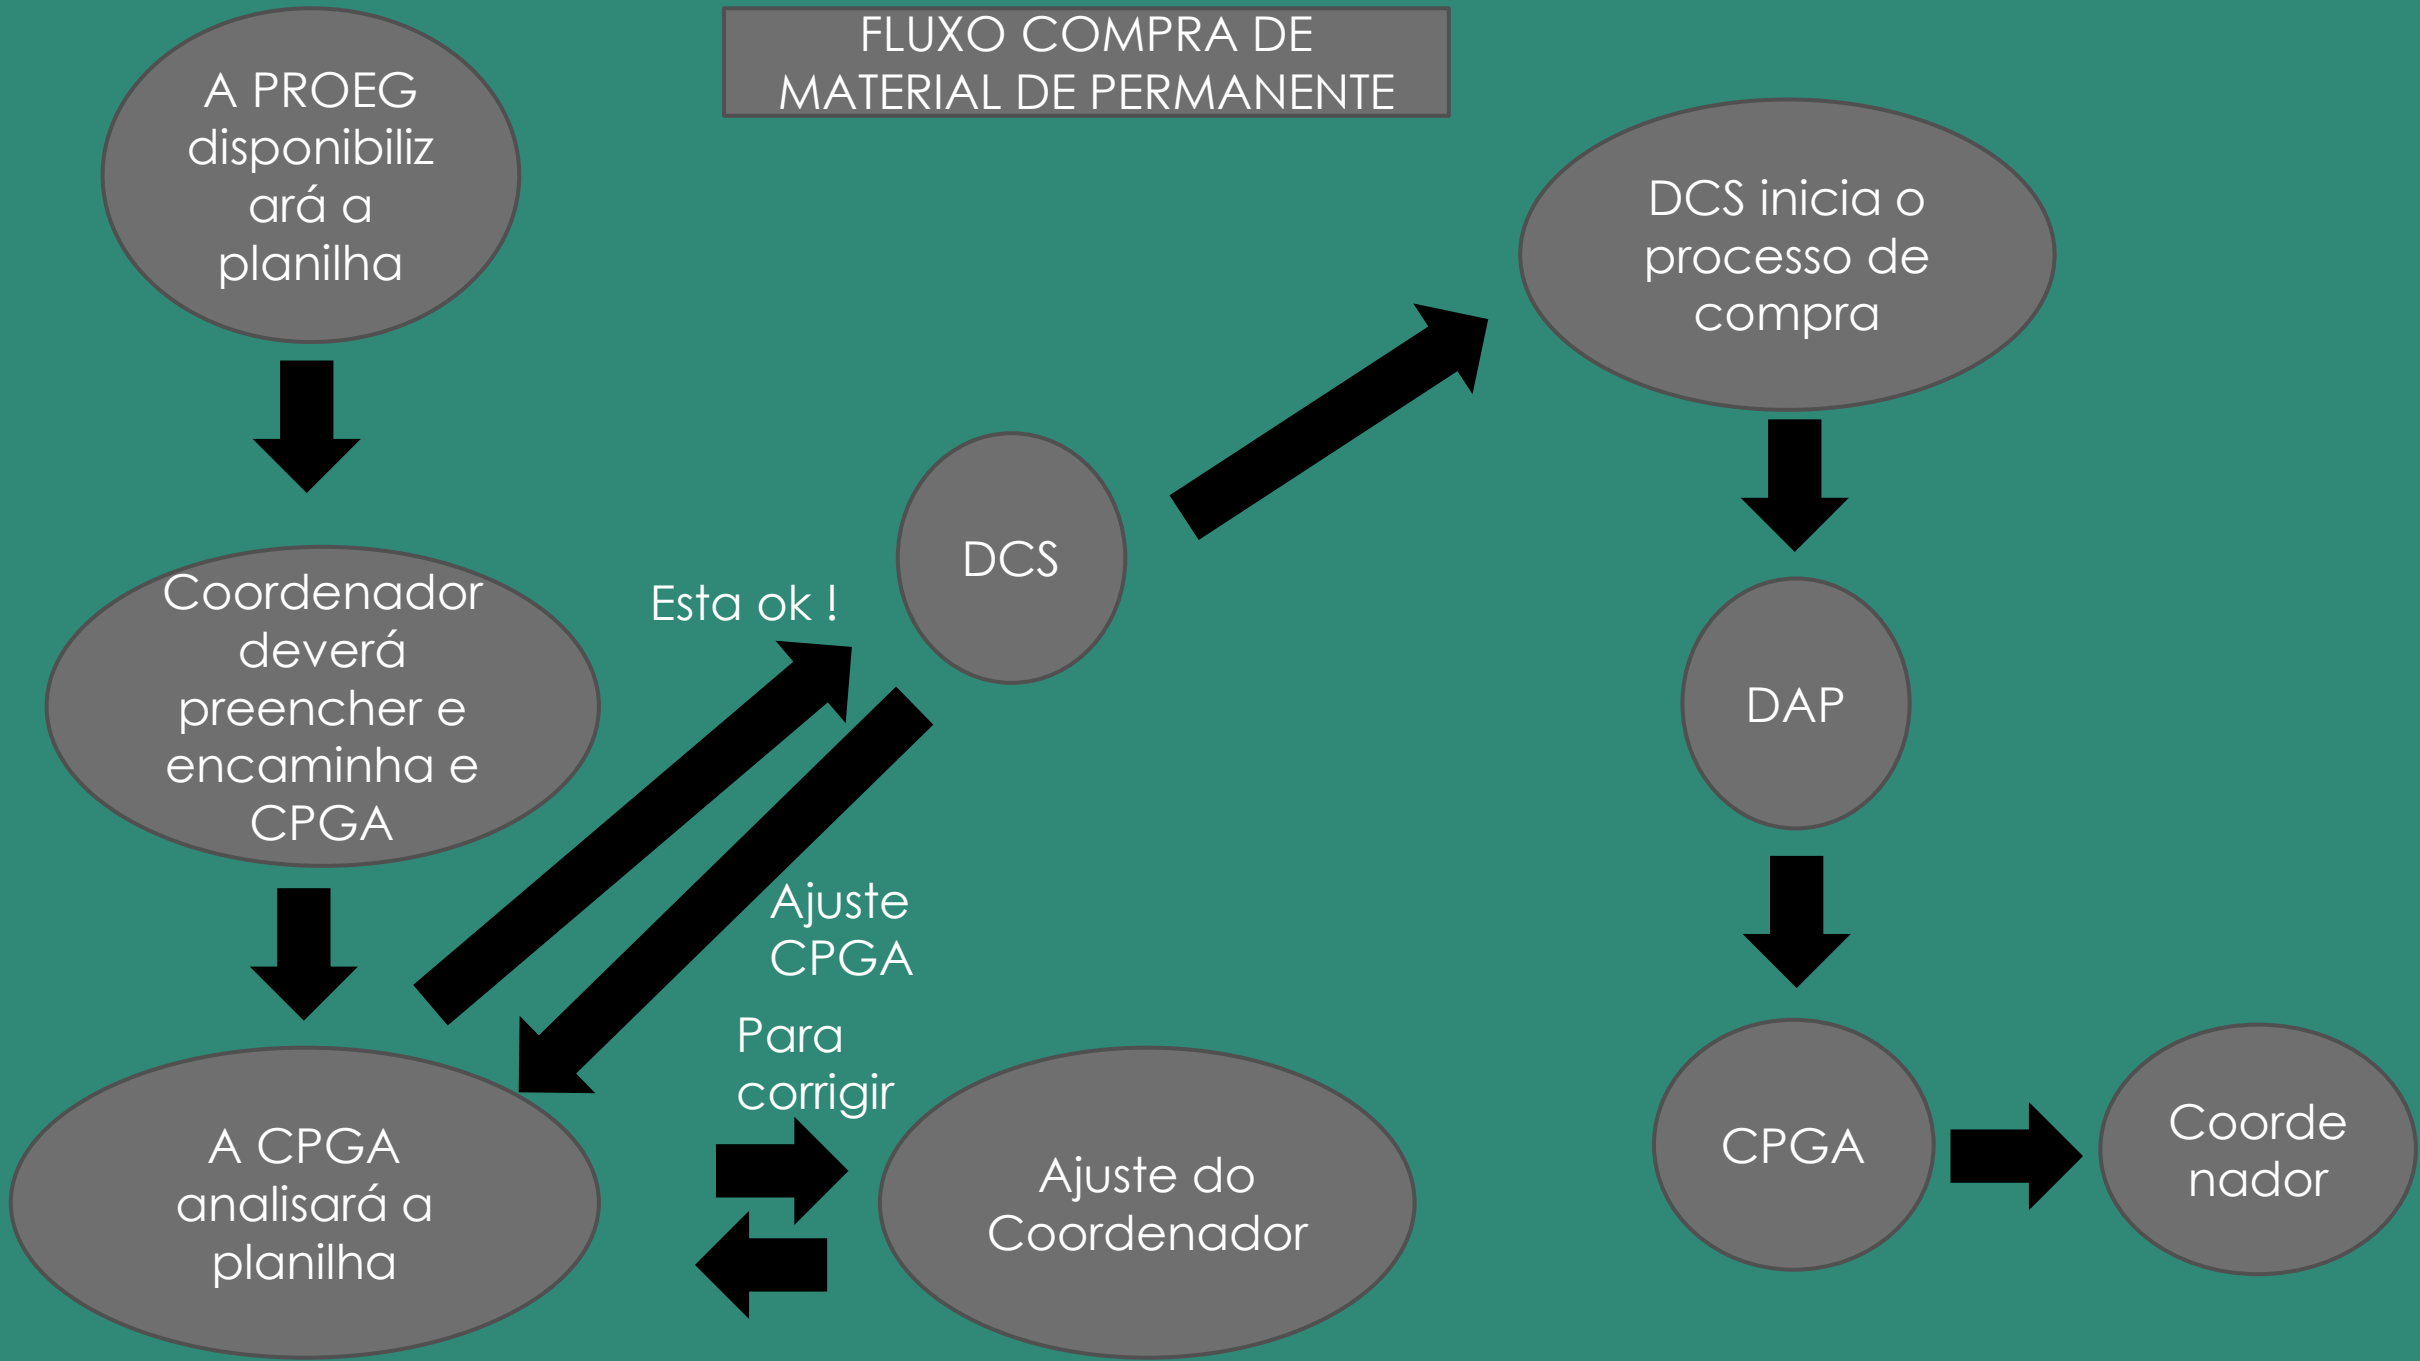 FLUXO COMPRA DE
MATERIAL DE PERMANENTE
A PROEG
disponibiliz
ará a
planilha
Coordenador
deverá
preencher e
encaminha e
CPGA
A CPGA
analisará a
planilha
Esta ok !
DCS
Ajuste
CPGA
Para
corrigir
Ajuste do
Coordenador
DCS inicia o
processo de
compra
DAP
CPGA
Coorde
nador